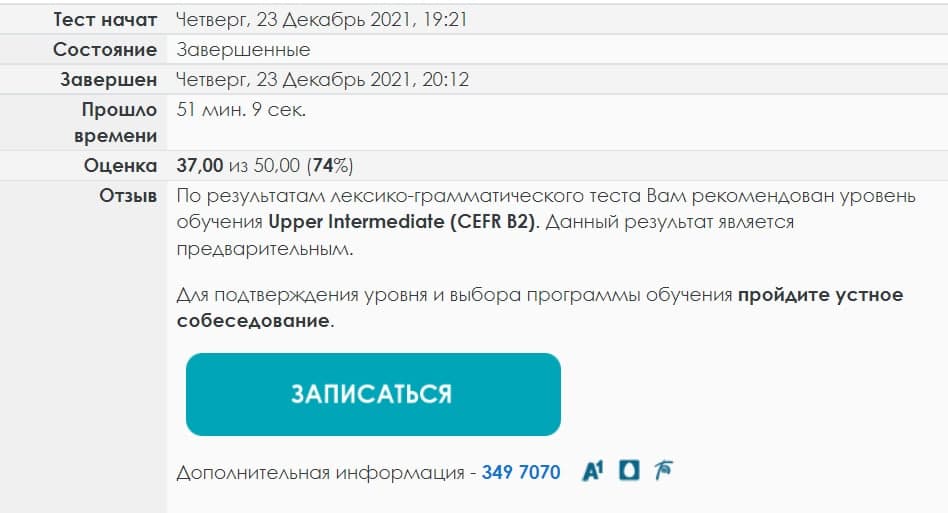 Тест начат Четверг, 23 Декабрь 2021, 19:21
Состояние Завершенные
Завершен Четверг, 23 Декабрь 2021, 20:12
Прошло 51 мин. 9 сек.
времени
Оценка 37,00 из 50,00 (74%)
Отзыв По результатам лексико-грамматического теста Вам рекомендован уровень
обучения Upper Intermediate (CEFR B2). Данный результат является
предварительным.
Для подтверждения уровня и выбора программы обучения пройдите устное
собеседование.
ЗАПИСАТЬСЯ
Дополнительная информация - 349 7070 A1